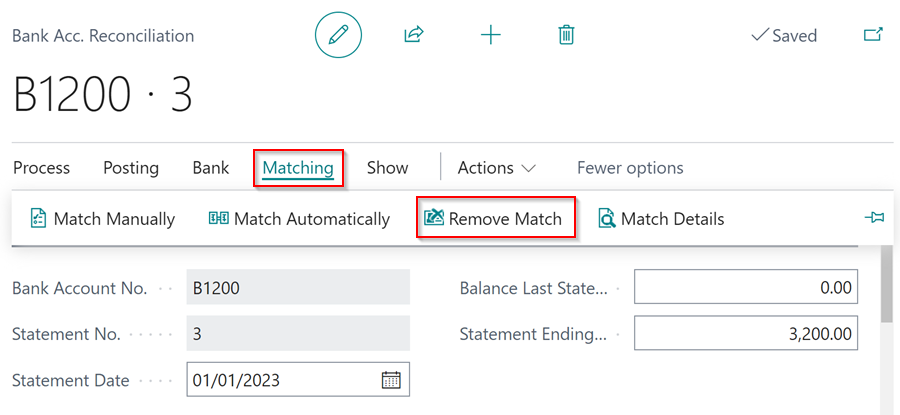 Bank Acc. Reconciliation Saved
B1200 · 3
Process Posting Bank Matching Show Actions Fewer options
Match Manually Match Automatically Remove Match Match Details
Bank Account No. B1200 Balance Last State... 0.00
Statement No. 3 Statement Ending... 3,200.00
Statement Date 01/01/2023